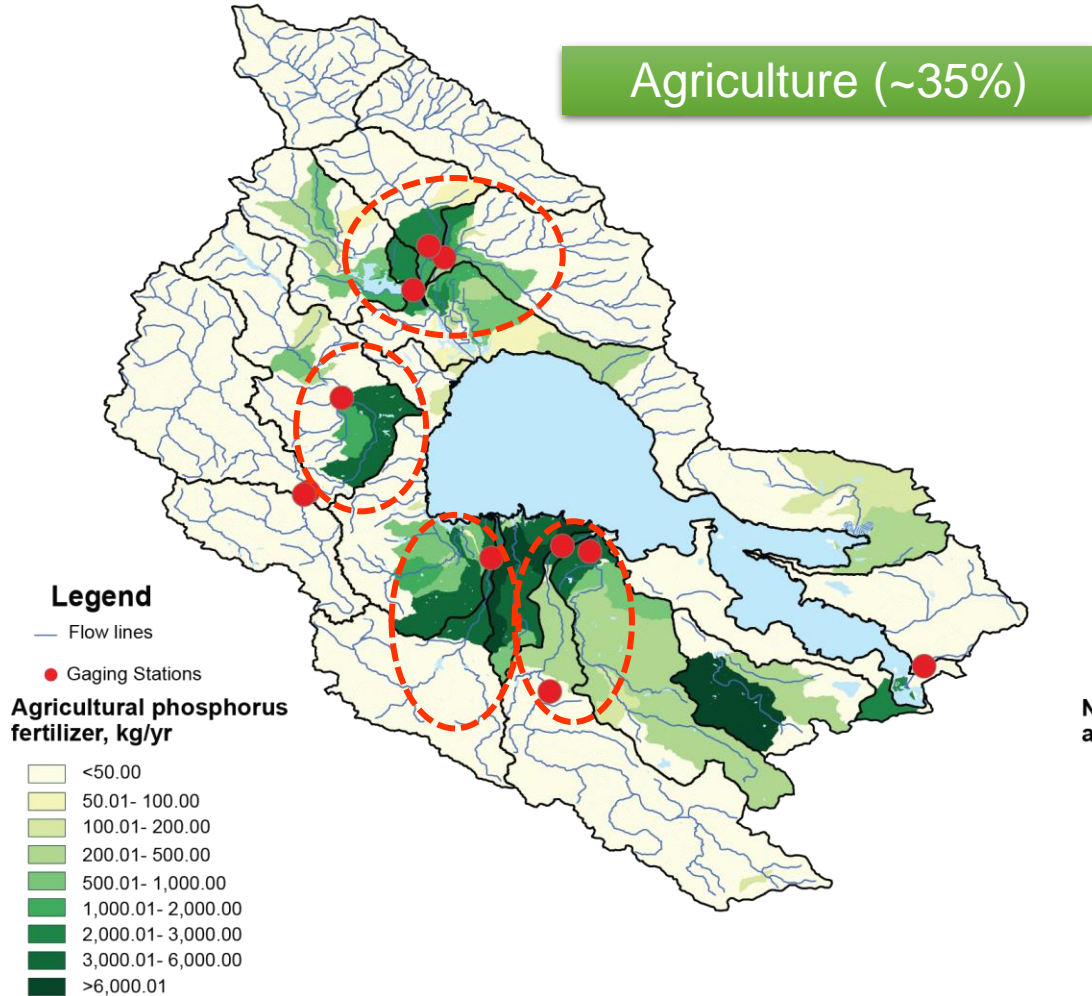 Agriculture (~35%)
Legend
Flow lines
Gaging Stations
Agricultural phosphorus
fertilizer, kg/yr
<50.00
50.01- 100.00
100.01- 200.00
200.01- 500.00
500.01- 1,000.00
1,000.01- 2,000.00
2,000.01- 3,000.00
3,000.01- 6,000.00
>6,000.01
N
a